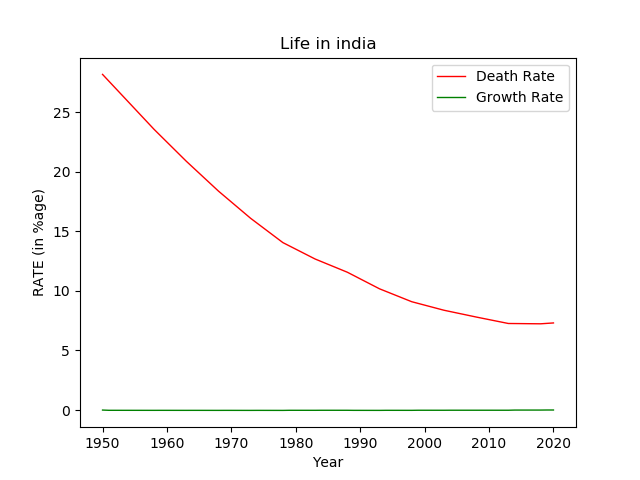 Life in india
Death Rate
Growth Rate
RATE (in %age)
25
20
15
10
5
0
1950 1960 1970 1980 1990 2000 2010 2020
Year